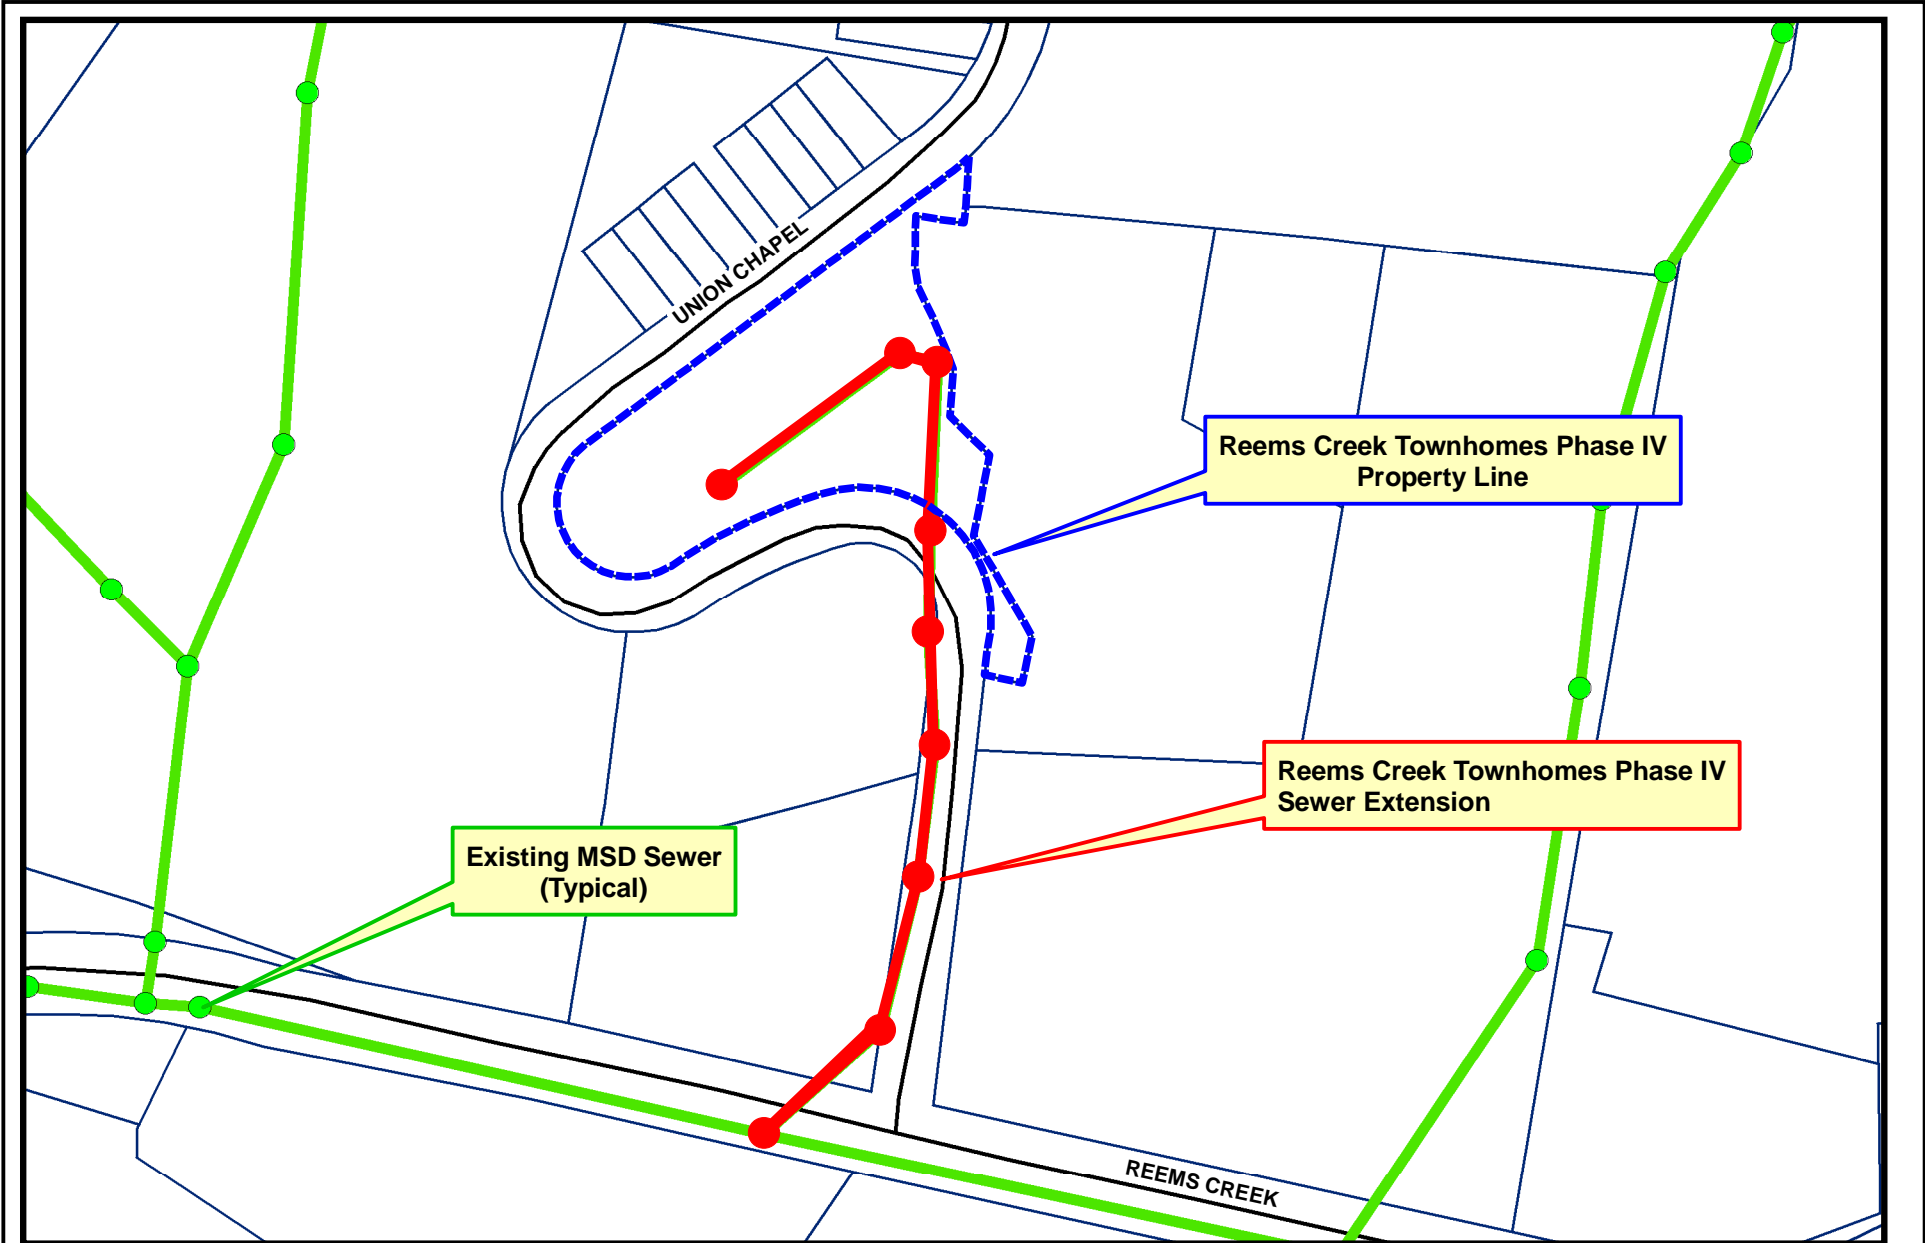 UNION CHAPEL
Reems Creek Townhomes Phase IV
Property Line
Reems Creek Townhomes Phase IV
Sewer Extension
Existing MSD Sewer
(Typical)
REEMS CREEK